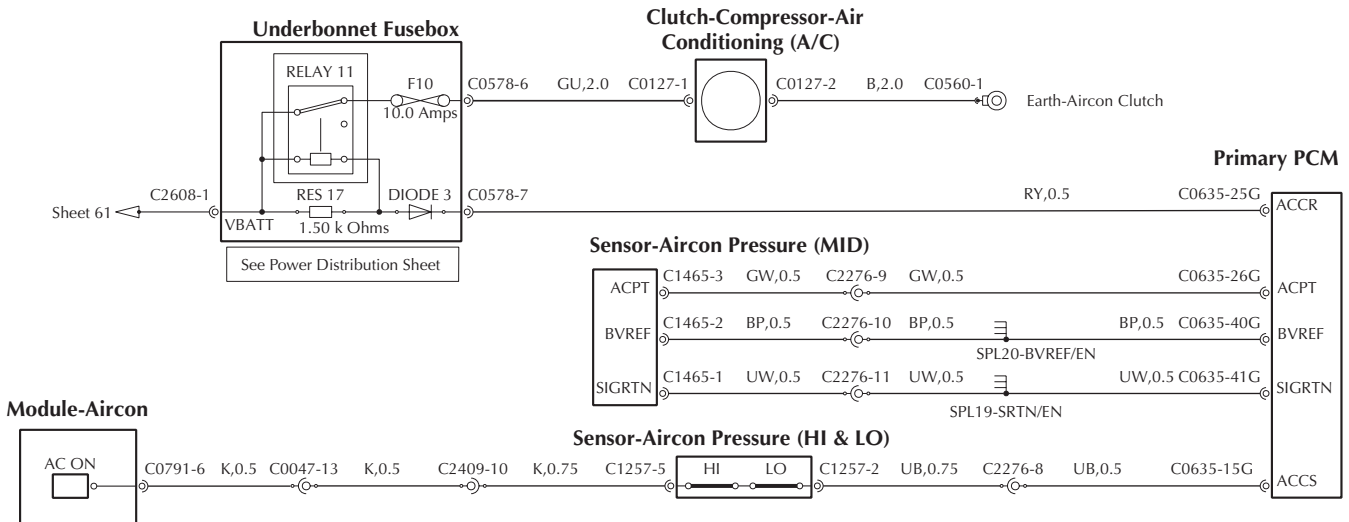 Underbonnet Fusebox
Clutch-Compressor-Air
Conditioning (A/C)
RELAY 11
F10
10.0 Amps
C0578-6 GU,2.0 C0127-1
C0127-2 B,2.0 C0560-1
Earth-Aircon Clutch
Primary PCM
Sheet 61
C2608-1
VBATT
RES 17
1.50 k Ohms
DIODE 3
C0578-7
RY,0.5 C0635-25G
ACCR
See Power Distribution Sheet
Sensor-Aircon Pressure (MID)
ACPT C1465-3 GW,0.5 C2276-9 GW,0.5 C0635-26G ACPT
BVREF C1465-2 BP,0.5 C2276-10 BP,0.5 BP,0.5 C0635-40G BVREF
SPL20-BVREF/EN
SIGRTN C1465-1 UW,0.5 C2276-11 UW,0.5 UW,0.5 C0635-41G SIGRTN
SPL19-SRTN/EN
Module-Aircon
Sensor-Aircon Pressure (HI & LO)
AC ON C0791-6 K,0.5 C0047-13 K,0.5 C2409-10 K,0.75 C1257-5 HI LO C1257-2 UB,0.75 C2276-8 UB,0.5 C0635-15G ACCS